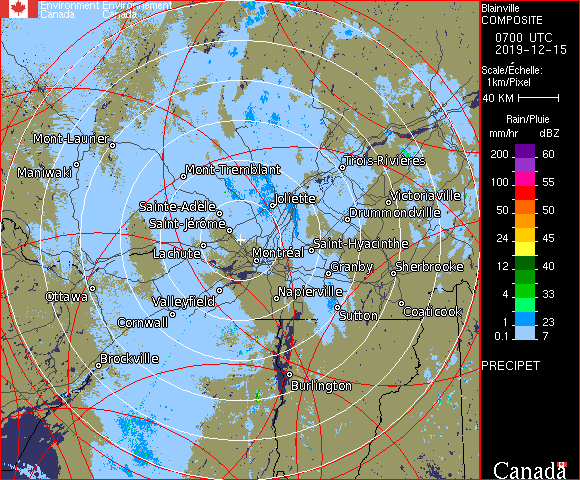 Environment Environnement
Canada Canada
Blainville
COMPOSITE
0700 UTC
2019-12-15
Scale/Échelle:
1km/Pixel
40 KM
Rain/Pluie
mm/hr dBZ
200 60
100 55
50 50
24 45
12 40
4 33
1 23
0.1 7
PRECIPET
Mont-Laurier
Maniwaki
Mont-Tremblant
Trois-Rivières
Sainte-Adèle
Joliette
Victoriaville
Saint-Jérôme
Drummondville
Lachute
Montréal
Saint-Hyacinthe
Granby
Sherbrooke
Ottawa
Valleyfield
Napierville
Cornwall
Sutton
Coaticook
Brockville
Burlington
Canada